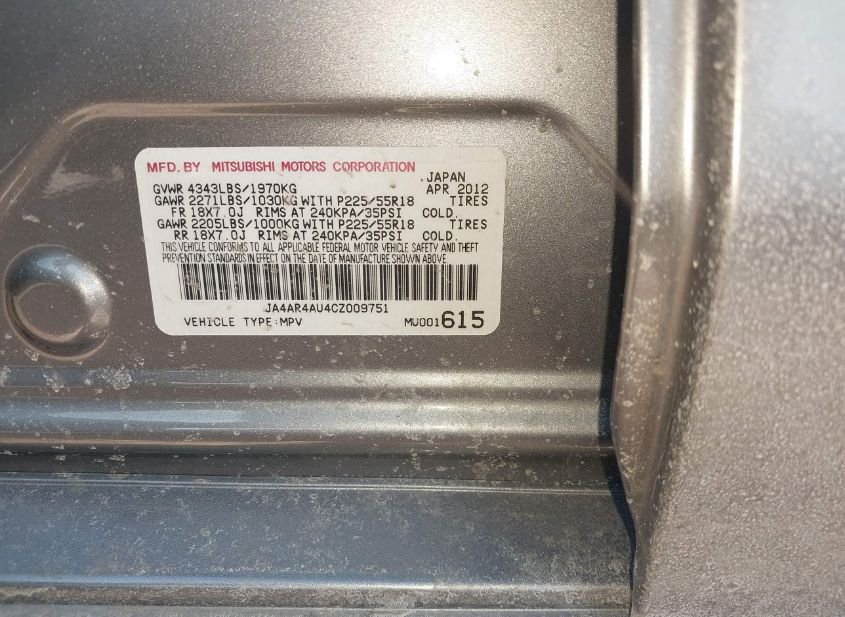 MFD. BY MITSUBISHI MOTORS CORPORATION
JAPAN
GVWR 4343LBS/1970KG APR 2012
GAWR 2271LBS/1030KG WITH P225/55R18 TIRES
FR 18X7.0J RIMS AT 240KPA/35PSI COLD.
GAWR 2205LBS/1000KG WITH P225/55R18 TIRES
RR 18X7.0J RIMS AT 240KPA/35PSI COLD.
THIS VEHICLE CONFORMS TO ALL APPLICABLE FEDERAL MOTOR VEHICLE SAFETY AND THEFT
PREVENTION STANDARDS IN EFFECT ON THE DATE OF MANUFACTURE SHOWN ABOVE.
JA4AR4AU4CZ009751
VEHICLE TYPE:MPV MU001615